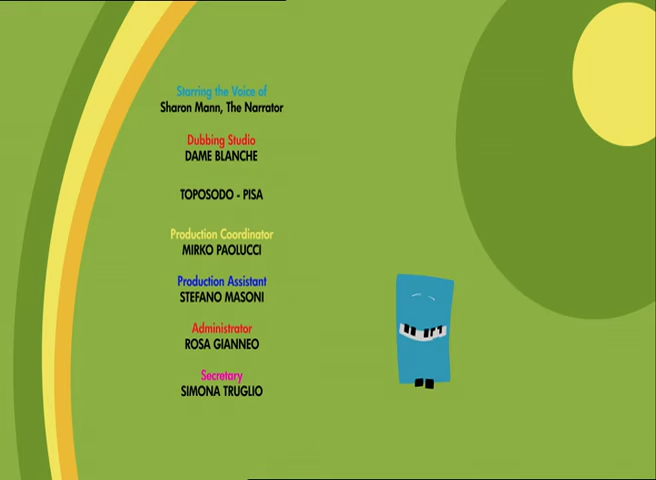 Starring the Voice of
Sharon Mann, The Narrator
Dubbing Studio
DAME BLANCHE
TOPOSODO - PISA
Production Coordinator
MIRKO PAOLUCCI
Production Assistant
STEFANO MASONI
Administrator
ROSA GIANNEO
Secretary
SIMONA TRUGLIO